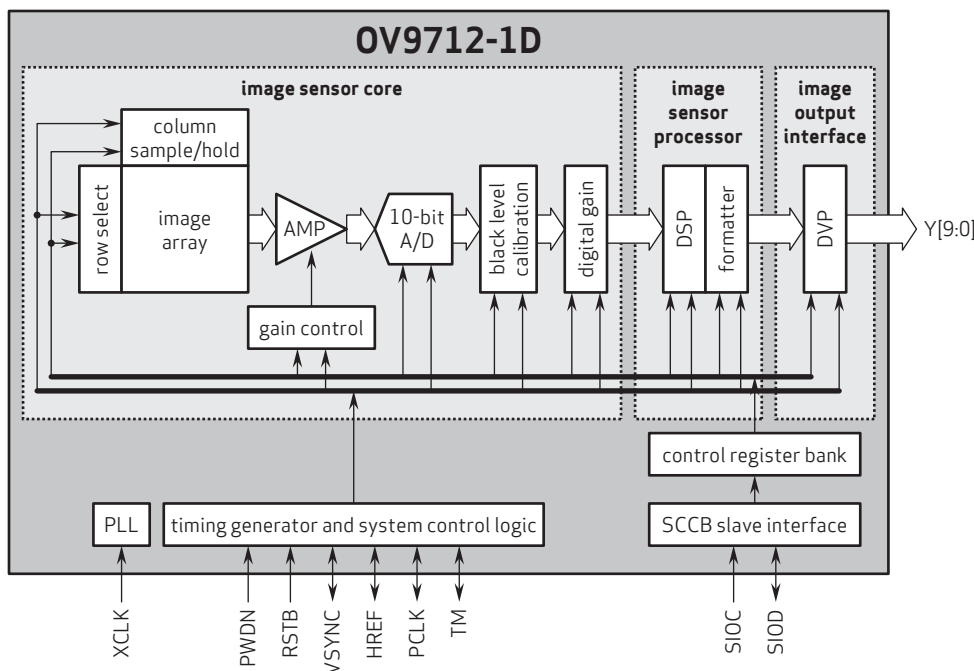 OV9712-1D
image sensor core
image
sensor
processor
image
output
interface
column
sample/hold
row select
image
array
AMP
10-bit
A/D
black level
calibration
digital gain
DSP
formatter
DVP
Y[9:0]
gain control
control register bank
PLL
timing generator and system control logic
SCCB slave interface
XCLK
PWDN
RSTB
VSYNC
HREF
PCLK
TM
SIOC
SIOD